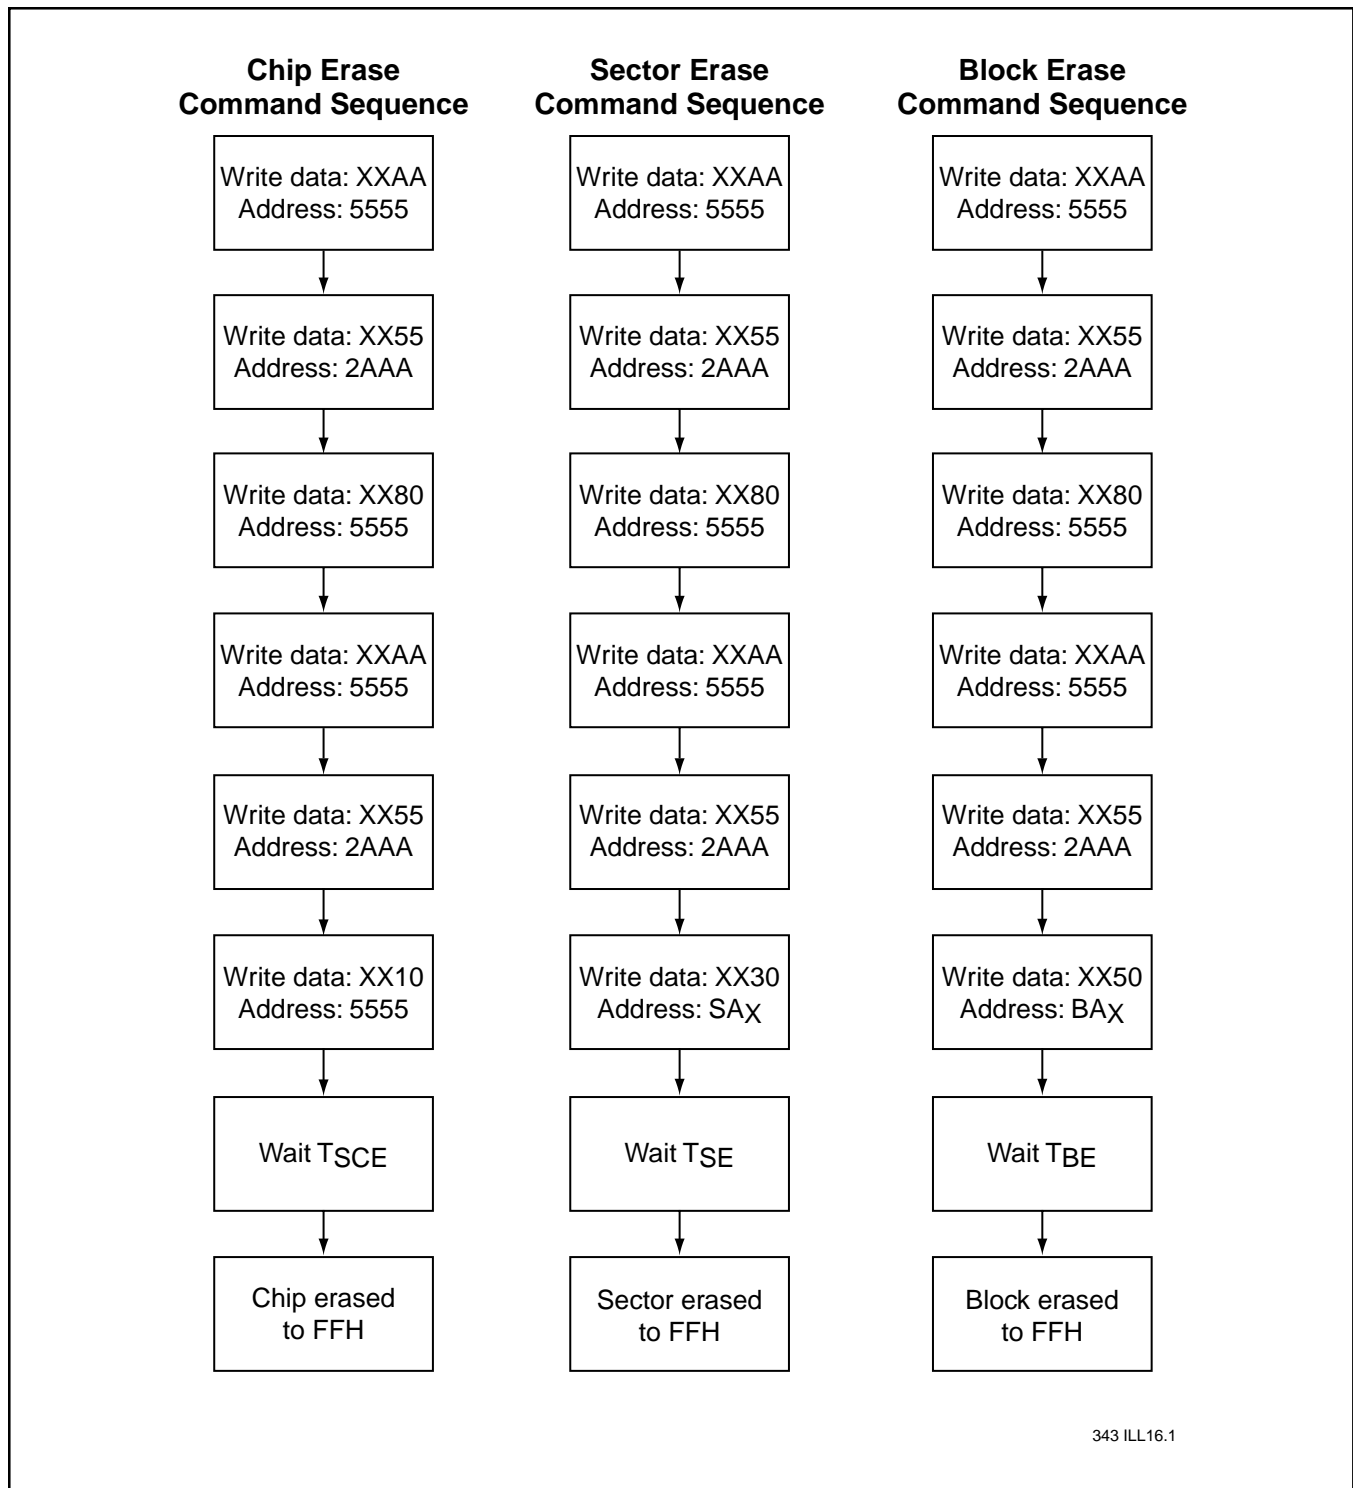 Chip Erase
Command Sequence
Write data: XXAA
Address: 5555
Write data: XX55
Address: 2AAA
Write data: XX80
Address: 5555
Write data: XXAA
Address: 5555
Write data: XX55
Address: 2AAA
Write data: XX10
Address: 5555
Wait TSCE
Chip erased
to FFH
Sector Erase
Command Sequence
Write data: XXAA
Address: 5555
Write data: XX55
Address: 2AAA
Write data: XX80
Address: 5555
Write data: XXAA
Address: 5555
Write data: XX55
Address: 2AAA
Write data: XX30
Address: SAX
Wait TSE
Sector erased
to FFH
Block Erase
Command Sequence
Write data: XXAA
Address: 5555
Write data: XX55
Address: 2AAA
Write data: XX80
Address: 5555
Write data: XXAA
Address: 5555
Write data: XX55
Address: 2AAA
Write data: XX50
Address: BAX
Wait TBE
Block erased
to FFH
343 ILL16.1